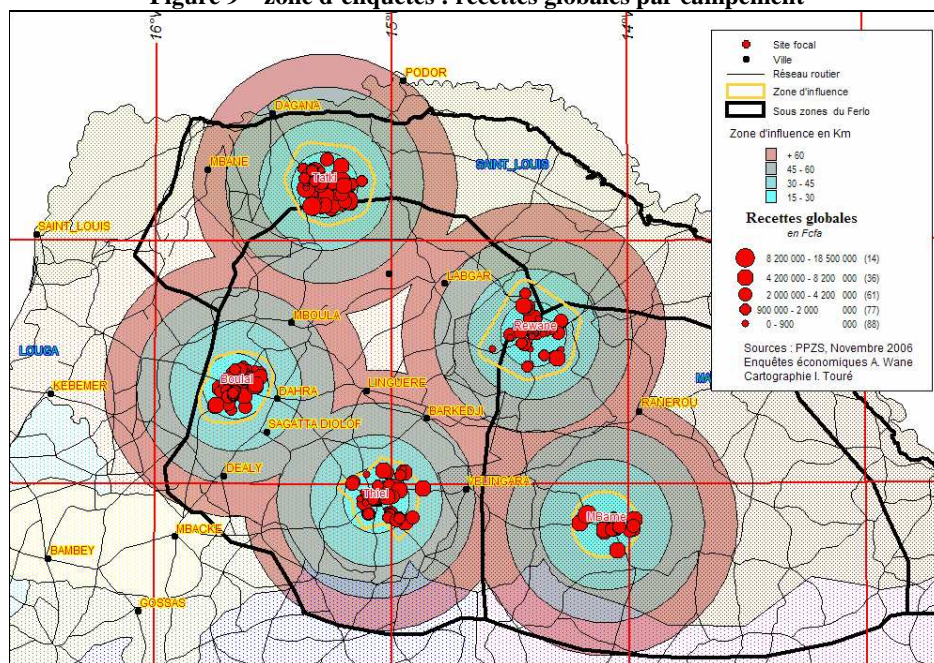 Figure 9 – zone d'enquêtes : recettes globales par campement
16°
15°
14°
PODOR
DAGANA
MBANE
Tatki
SAINT_LOUIS
SAINT_LOUIS
LABGAR
MBOULA
Rewane
LOUGA
Boulal
KEBEMER
DAHRA
LINGUERE
BARKEDJI
RANEROU
SAGATTA DIOLOF
DEALY
Thiel
VELINGARA
MBame
MBACKE
BAMBEY
GOSSAS
Site focal
Ville
Réseau routier
Zone d'influence
Sous zones du Ferlo
Zone d'influence en Km
+ 60
45 - 60
30 - 45
15 - 30
Recettes globales
en Fcfa
8 200 000 - 18 500 000 (14)
4 200 000 - 8 200 000 (36)
2 000 000 - 4 200 000 (61)
900 000 - 2 000 000 (77)
0 - 900 000 (88)
Sources : PPZS, Novembre 2006
Enquêtes économiques A. Wane
Cartographie I. Touré